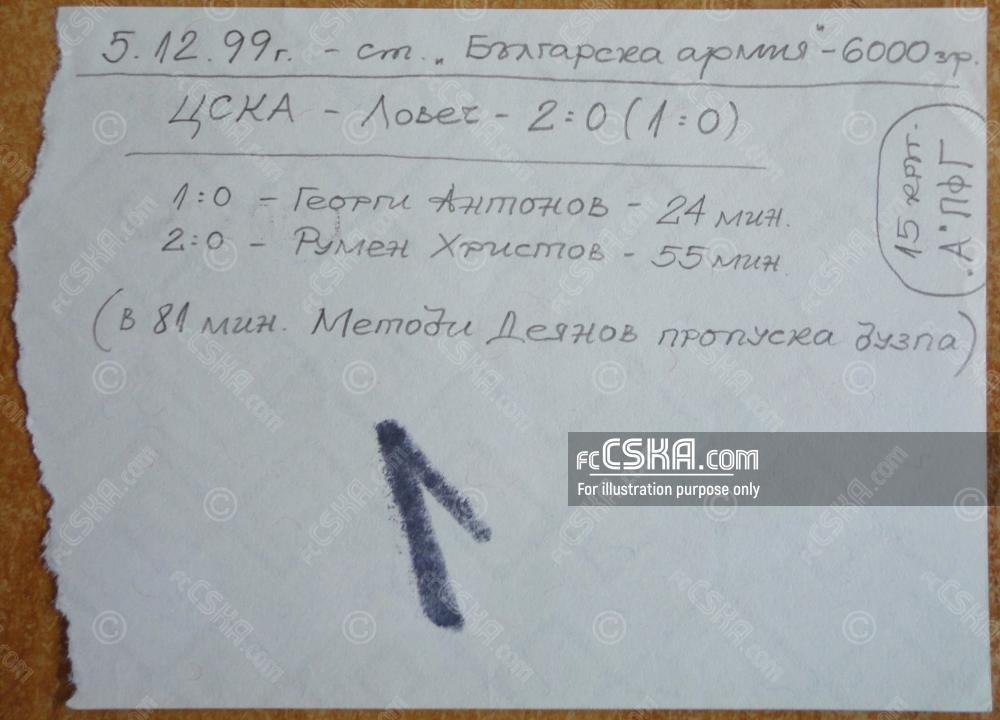 5.12.99г. - ст. „Българска армия" - 6000 зр.
ЦСКА - Ловеч - 2:0 (1:0)
1:0 - Георги Антонов - 24 мин.
2:0 - Румен Христов - 55 мин.
(в 81 мин. Методи Деянов пропуска дузпа)
15 кръг.
"А" ПФГ
1
fcCSKA.com
For illustration purpose only